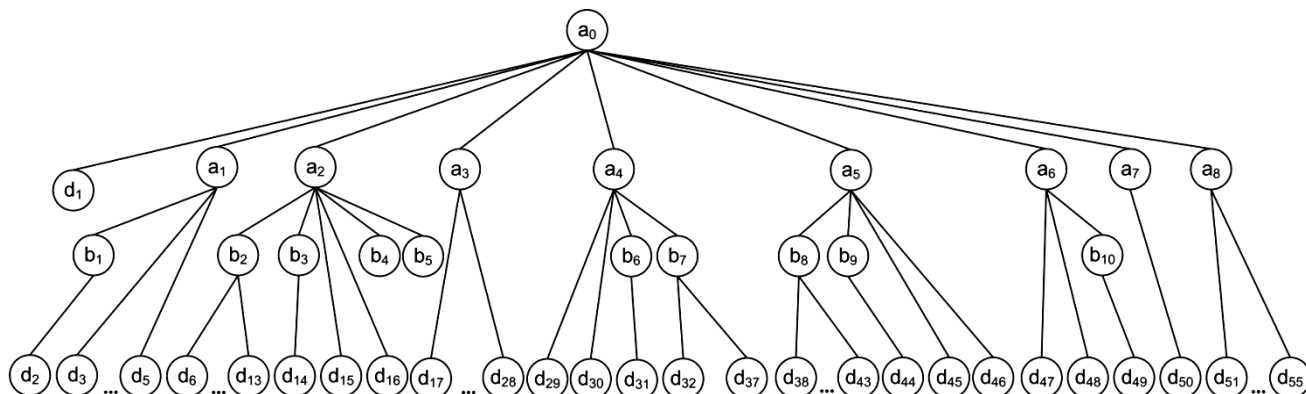 a₀
d₁ a₁ a₂ a₃ a₄ a₅ a₆ a₇ a₈
b₁ b₂ b₃ b₄ b₅ b₆ b₇ b₈ b₉ b₁₀
d₂ d₃ ... d₅ d₆ ... d₁₃ d₁₄ d₁₅ d₁₆ d₁₇ ... d₂₈ d₂₉ d₃₀ d₃₁ d₃₂ d₃₇ d₃₈ ... d₄₃ d₄₄ d₄₅ d₄₆ d₄₇ d₄₈ d₄₉ d₅₀ d₅₁ ... d₅₅